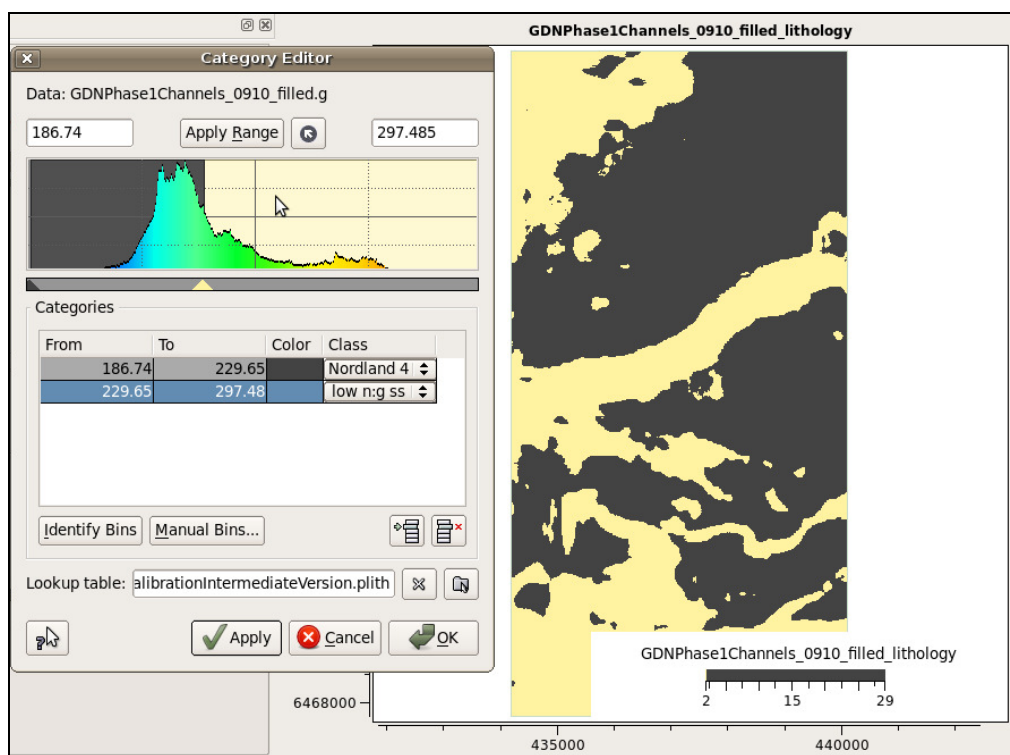 Category Editor
Data: GDNPhase1Channels_0910_filled.g
186.74 Apply Range 297.485
Categories
From To Color Class
186.74 229.65 Nordland 4
229.65 297.48 low n:g ss
Identify Bins Manual Bins...
Lookup table: alibrationIntermediateVersion.plith
Apply Cancel OK
GDNPhase1Channels_0910_filled_lithology
GDNPhase1Channels_0910_filled_lithology
2 15 29
6468000
435000 440000